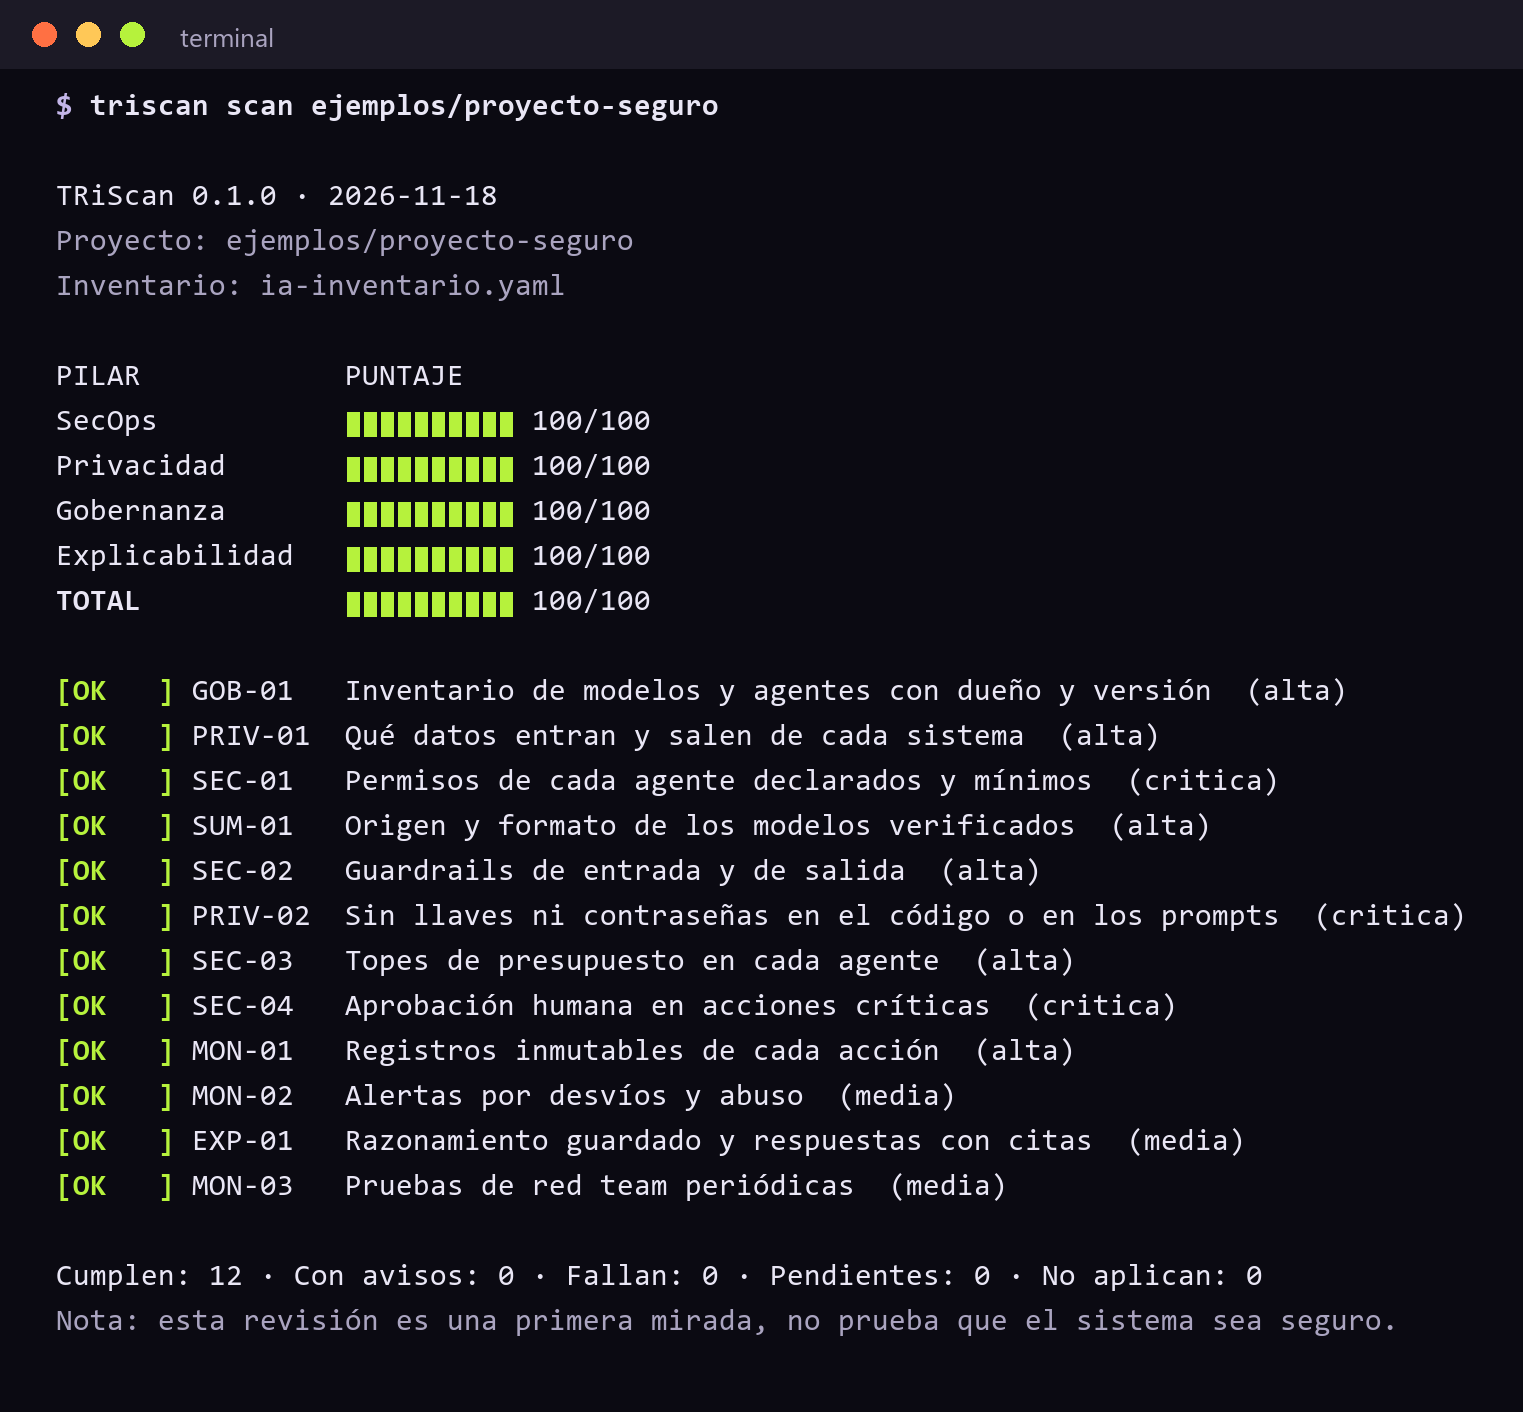 terminal
$ triscan scan ejemplos/proyecto-seguro
TRiScan 0.1.0 · 2026-11-18
Proyecto: ejemplos/proyecto-seguro
Inventario: ia-inventario.yaml
PILAR PUNTAJE
SecOps 100/100
Privacidad 100/100
Gobernanza 100/100
Explicabilidad 100/100
TOTAL 100/100
[OK   ] GOB-01 Inventario de modelos y agentes con dueño y versión (alta)
[OK   ] PRIV-01 Qué datos entran y salen de cada sistema (alta)
[OK   ] SEC-01 Permisos de cada agente declarados y mínimos (critica)
[OK   ] SUM-01 Origen y formato de los modelos verificados (alta)
[OK   ] SEC-02 Guardrails de entrada y de salida (alta)
[OK   ] PRIV-02 Sin llaves ni contraseñas en el código o en los prompts (critica)
[OK   ] SEC-03 Topes de presupuesto en cada agente (alta)
[OK   ] SEC-04 Aprobación humana en acciones críticas (critica)
[OK   ] MON-01 Registros inmutables de cada acción (alta)
[OK   ] MON-02 Alertas por desvíos y abuso (media)
[OK   ] EXP-01 Razonamiento guardado y respuestas con citas (media)
[OK   ] MON-03 Pruebas de red team periódicas (media)
Cumplen: 12 · Con avisos: 0 · Fallan: 0 · Pendientes: 0 · No aplican: 0
Nota: esta revisión es una primera mirada, no prueba que el sistema sea seguro.